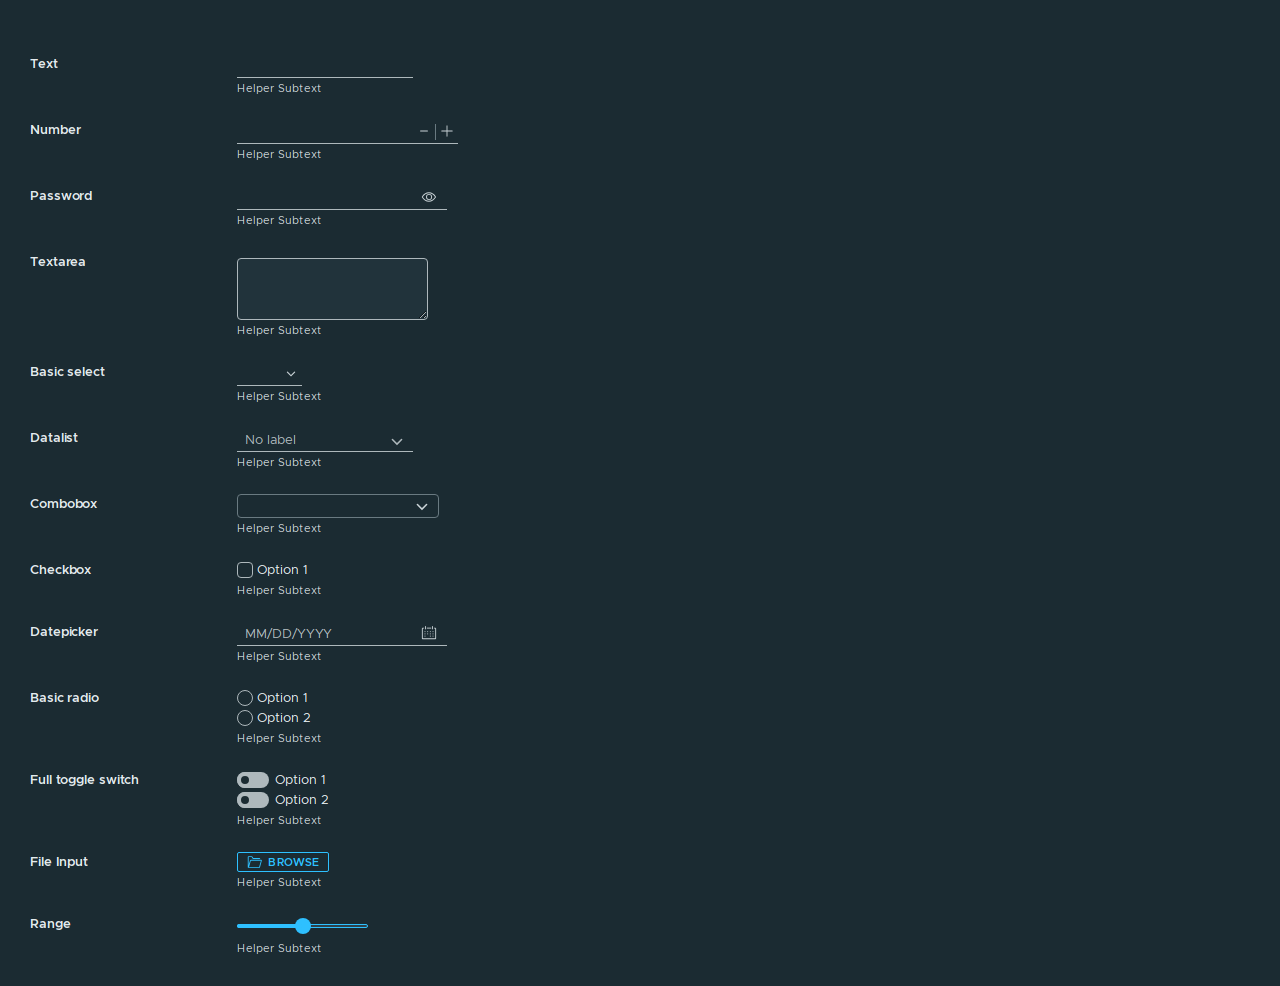 Text
Helper Subtext
Number
Helper Subtext
Password
Helper Subtext
Textarea
Helper Subtext
Basic select
Helper Subtext
Datalist
No label
Helper Subtext
Combobox
Helper Subtext
Checkbox
Option 1
Helper Subtext
Datepicker
MM/DD/YYYY
Helper Subtext
Basic radio
Option 1
Option 2
Helper Subtext
Full toggle switch
Option 1
Option 2
Helper Subtext
File Input
BROWSE
Helper Subtext
Range
Helper Subtext